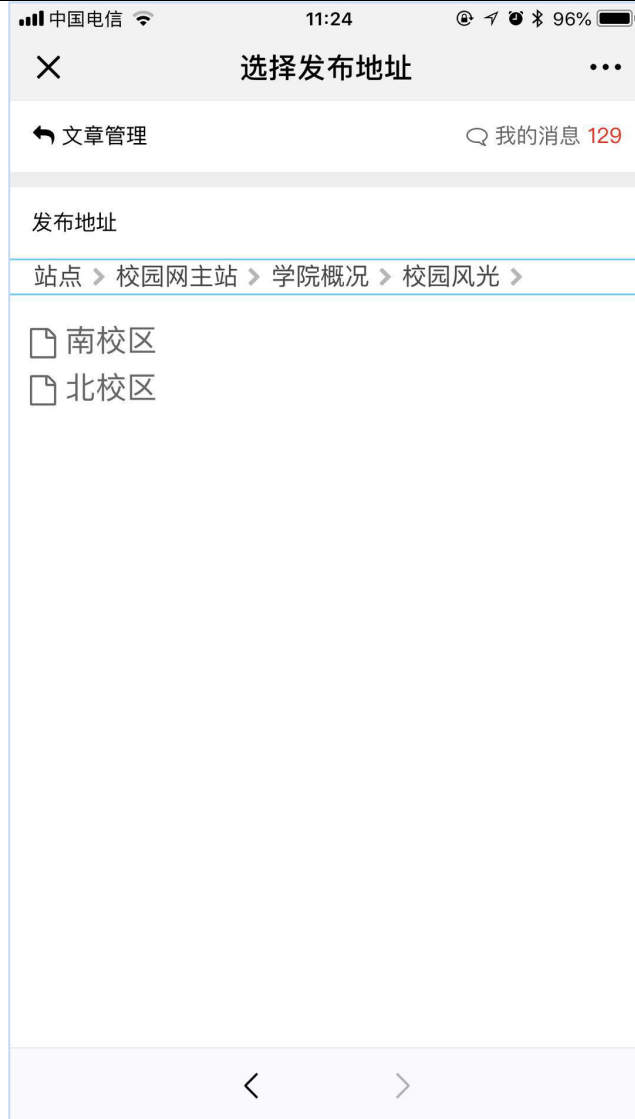 中国电信 11:24 96%
选择发布地址
文章管理 我的消息 129
发布地址
站点 校园网主站 学院概况 校园风光
南校区
北校区